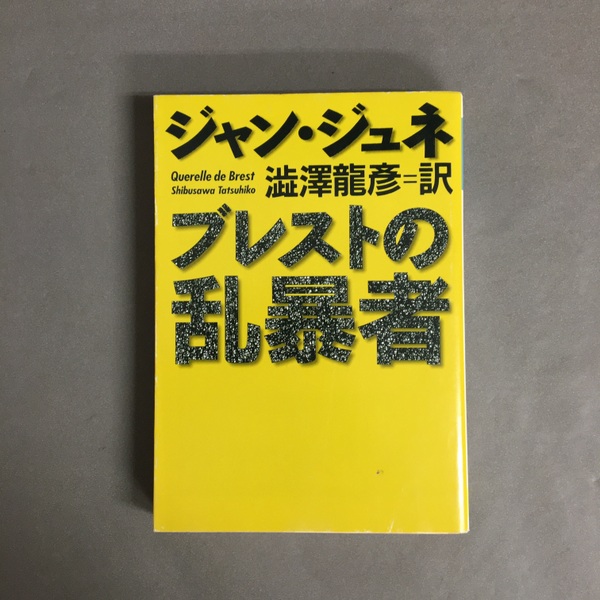 ジャン・ジュネ
Querelle de Brest
Shibusawa Tatsuhiko
澁澤龍彦=訳
ブレストの
乱暴者